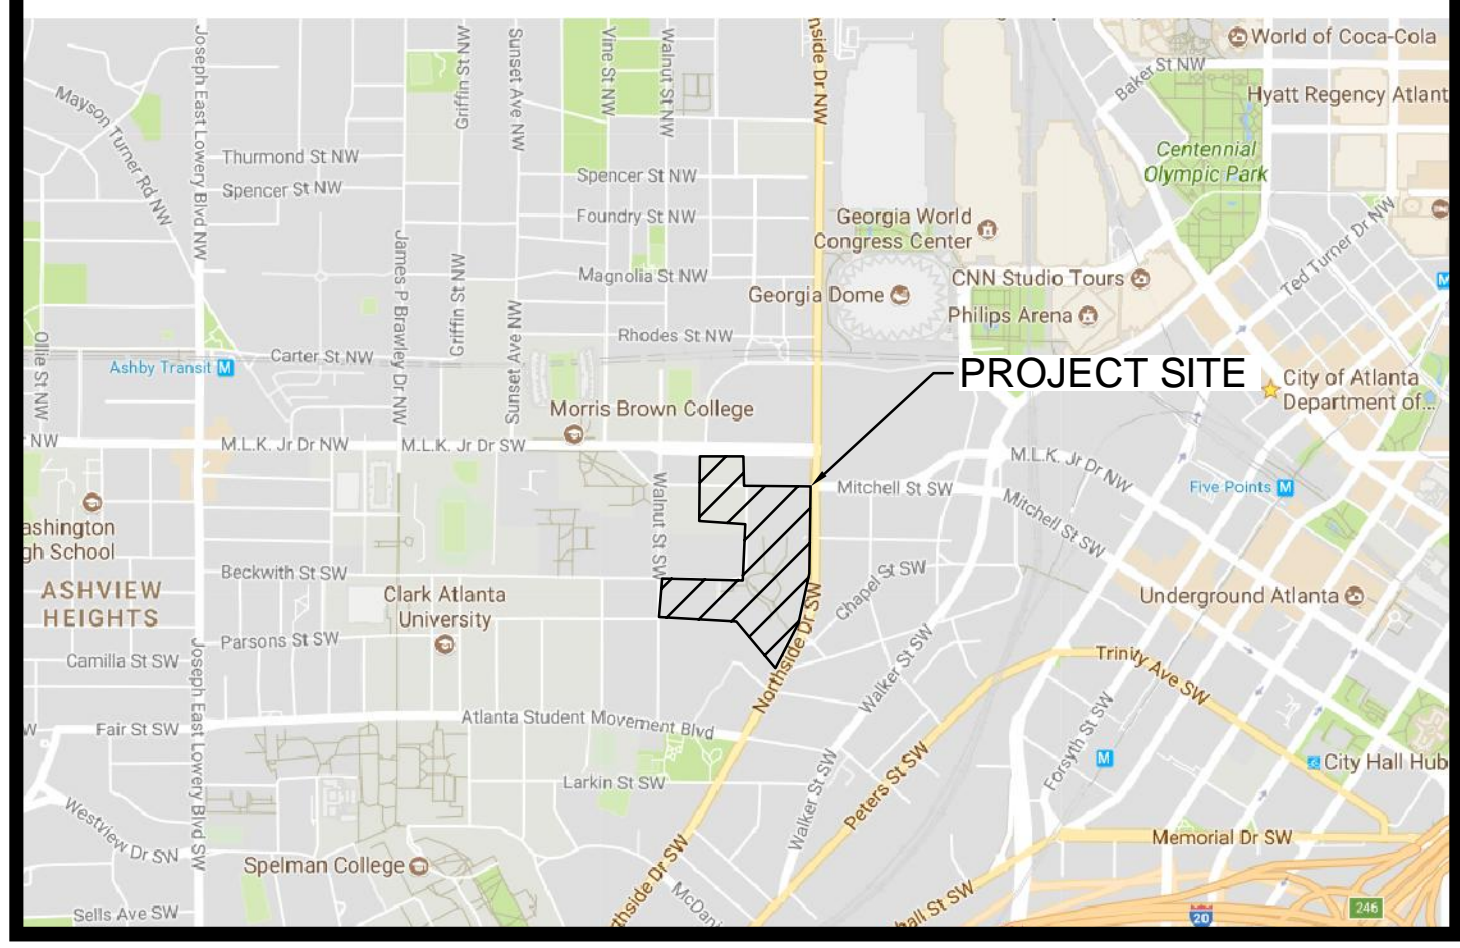 World of Coca-Cola
Joseph East Lowery Blvd NW
Griffin St NW
Sunset Ave NW
Vine St NW
Walnut St NW
nside Dr NW
Baker St NW
Hyatt Regency Atlant
Mayson Turner Rd NW
Thurmond St NW
Spencer St NW
Spencer St NW
Centennial
Olympic Park
Foundry St NW
Georgia World
Congress Center
Ted Turner Dr NW
James P Brawley Dr NW
Griffin St NW
Magnolia St NW
CNN Studio Tours
M
Georgia Dome
Philips Arena
Sunset Ave NW
Ollie St NW
Rhodes St NW
Carter St NW
Ashby Transit M
PROJECT SITE
City of Atlanta
Department of...
Morris Brown College
NW
M.L.K. Jr Dr NW
M.L.K. Jr Dr SW
M.L.K. Jr Dr NW
Walnut St SW
Mitchell St SW
Five Points M
Mitchell St SW
ashington
gh School
Beckwith St SW
Chapel St SW
ASHVIEW
HEIGHTS
Clark Atlanta
University
Underground Atlanta
Parsons St SW
Camilla St SW
Joseph East Lowery Blvd SW
Northside Dr SW
Walker St SW
Trinity Ave SW
W
Fair St SW
Atlanta Student Movement Blvd
Forsyth St SW
M
City Hall Hub
Larkin St SW
Walker St SW
Peters St SW
Westview Dr SW
Memorial Dr SW
Spelman College
thside Dr SW
McDani
hall St SW
Sells Ave SW
20
246